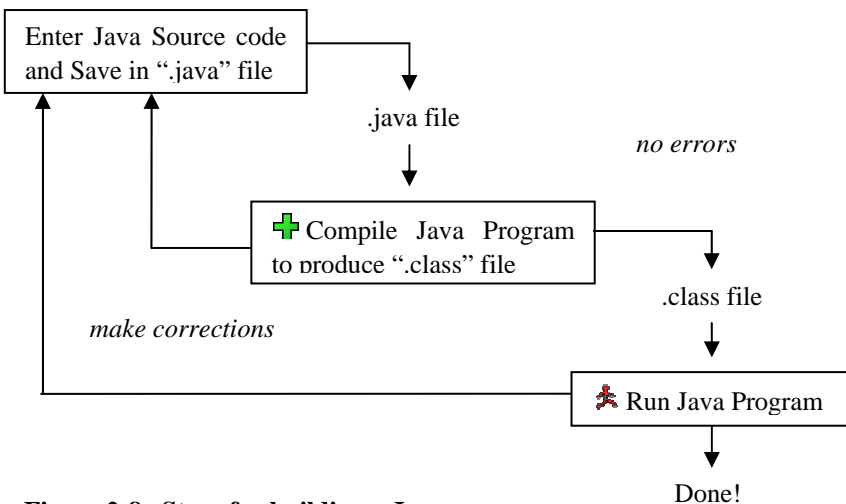 Enter Java Source code
and Save in “.java” file
.java file
no errors
Compile Java Program
to produce “.class” file
.class file
make corrections
Run Java Program
Done!